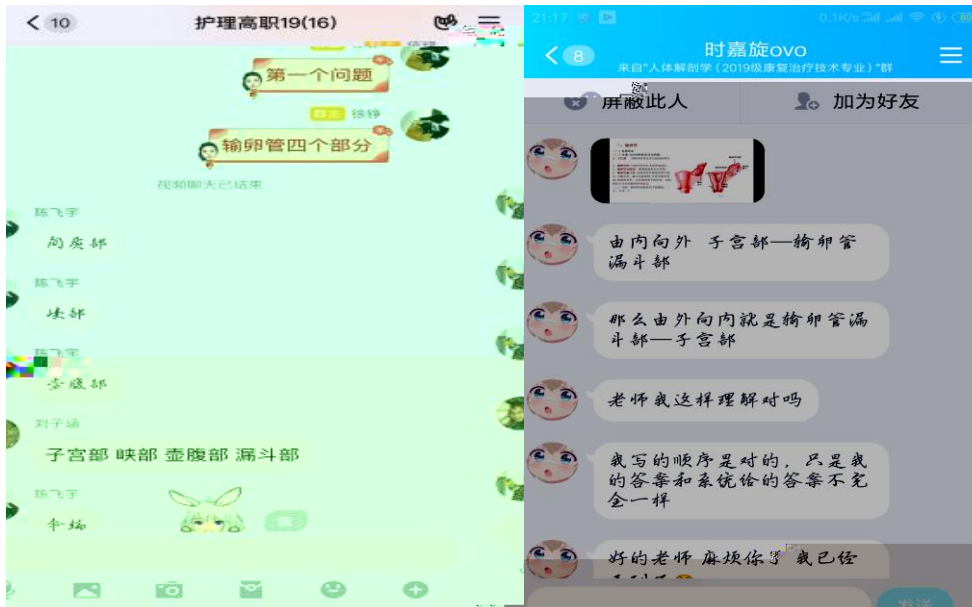 10
护理高职19(16)
第一个问题
群主 徐铮
输卵管四个部分
视频聊天已结束
陈飞宇
间质部
陈飞宇
峡部
陈飞宇
壶腹部
刘子涵
子宫部 峡部 壶腹部 漏斗部
陈飞宇
伞端
21:17
0.1K/s
8
时嘉旋ovo
来自"人体解剖学(2019级康复治疗技术专业)"群
屏蔽此人
加为好友
由内向外 子宫部—输卵管
漏斗部
那么由外向内就是输卵管漏
斗部—子宫部
老师我这样理解对吗
我写的顺序是对的，只是我
的答案和系统给的答案不完
全一样
好的老师 麻烦你了 我已经
发送